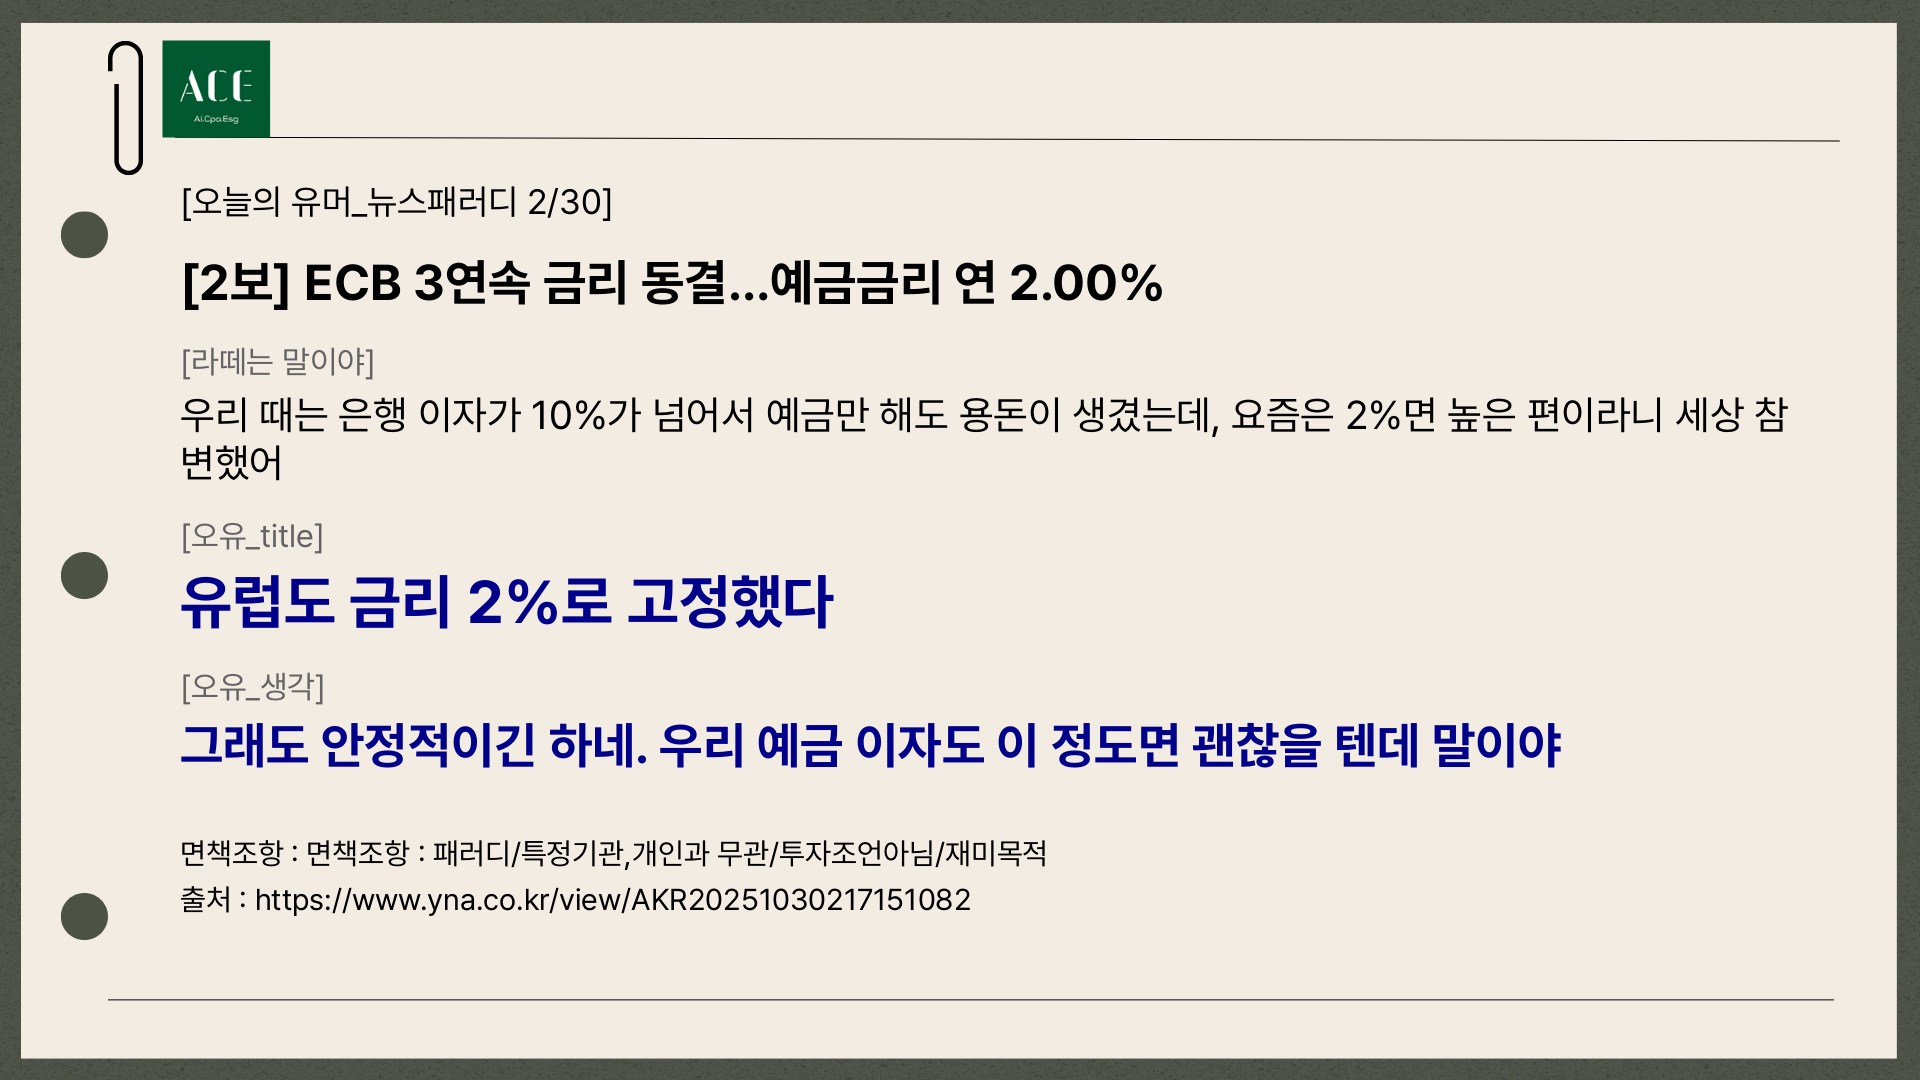 ACE
Ai.Cpa.Esg
[오늘의 유머_뉴스패러디 2/30]
[2보] ECB 3연속 금리 동결...예금금리 연 2.00%
[라떼는 말이야]
우리 때는 은행 이자가 10%가 넘어서 예금만 해도 용돈이 생겼는데, 요즘은 2%면 높은 편이라니 세상 참
변했어
[오유_title]
유럽도 금리 2%로 고정했다
[오유_생각]
그래도 안정적이긴 하네. 우리 예금 이자도 이 정도면 괜찮을 텐데 말이야
면책조항 : 면책조항 : 패러디/특정기관,개인과 무관/투자조언아님/재미목적
출처 : https://www.yna.co.kr/view/AKR20251030217151082